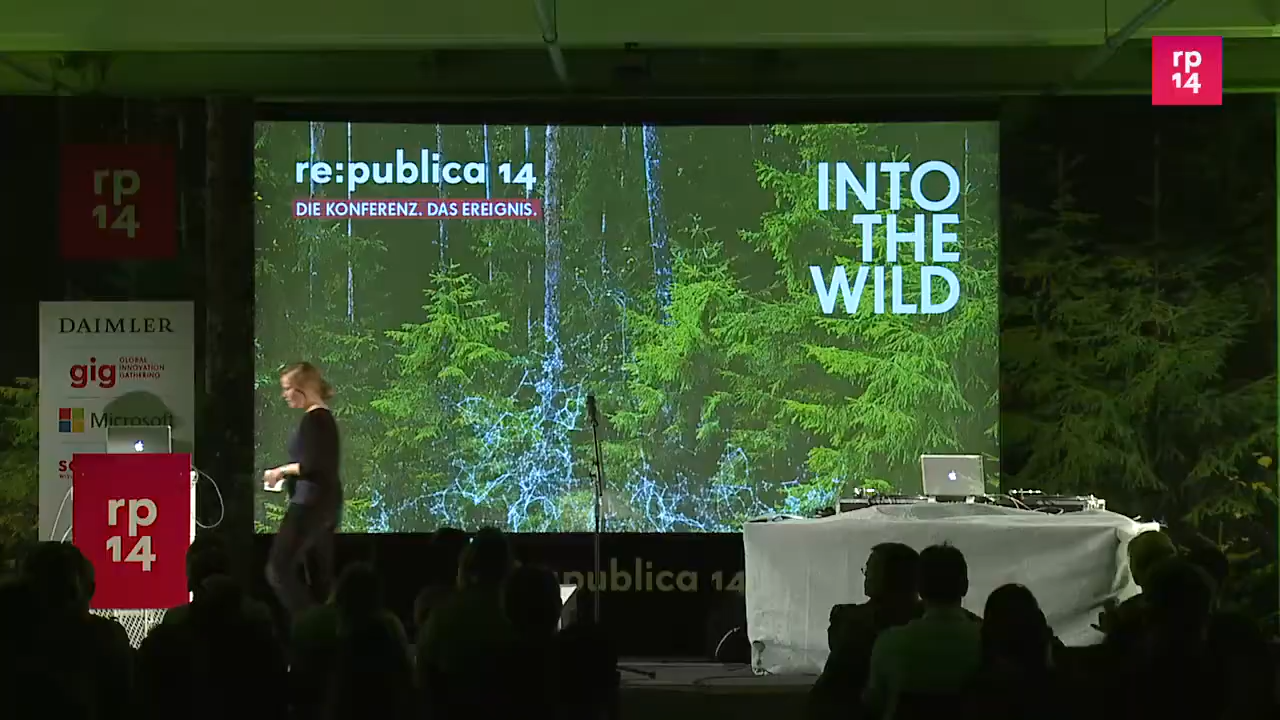 rp
14
re:publica 14
DIE KONFERENZ. DAS EREIGNIS.
INTO
THE
WILD
rp
14
DAIMLER
gig GLOBAL
INNOVATION
GATHERING
Microsoft
rp
14
publica 14